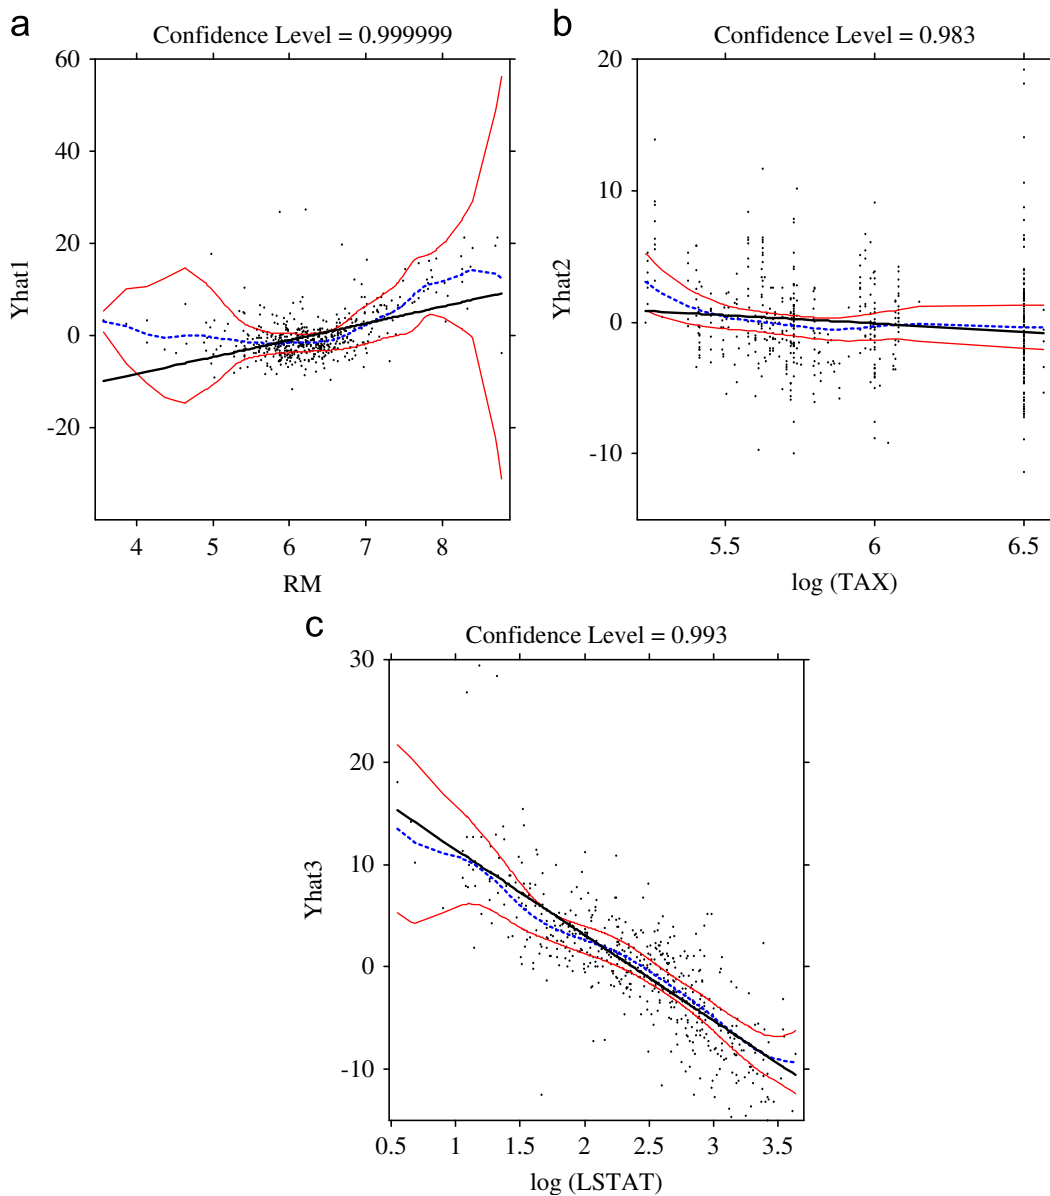 a
Confidence Level = 0.999999
60
40
20
0
-20
Yhat1
4 5 6 7 8
RM
b
Confidence Level = 0.983
20
10
0
-10
Yhat2
5.5 6 6.5
log (TAX)
c
Confidence Level = 0.993
30
20
10
0
-10
Yhat3
0.5 1 1.5 2 2.5 3 3.5
log (LSTAT)